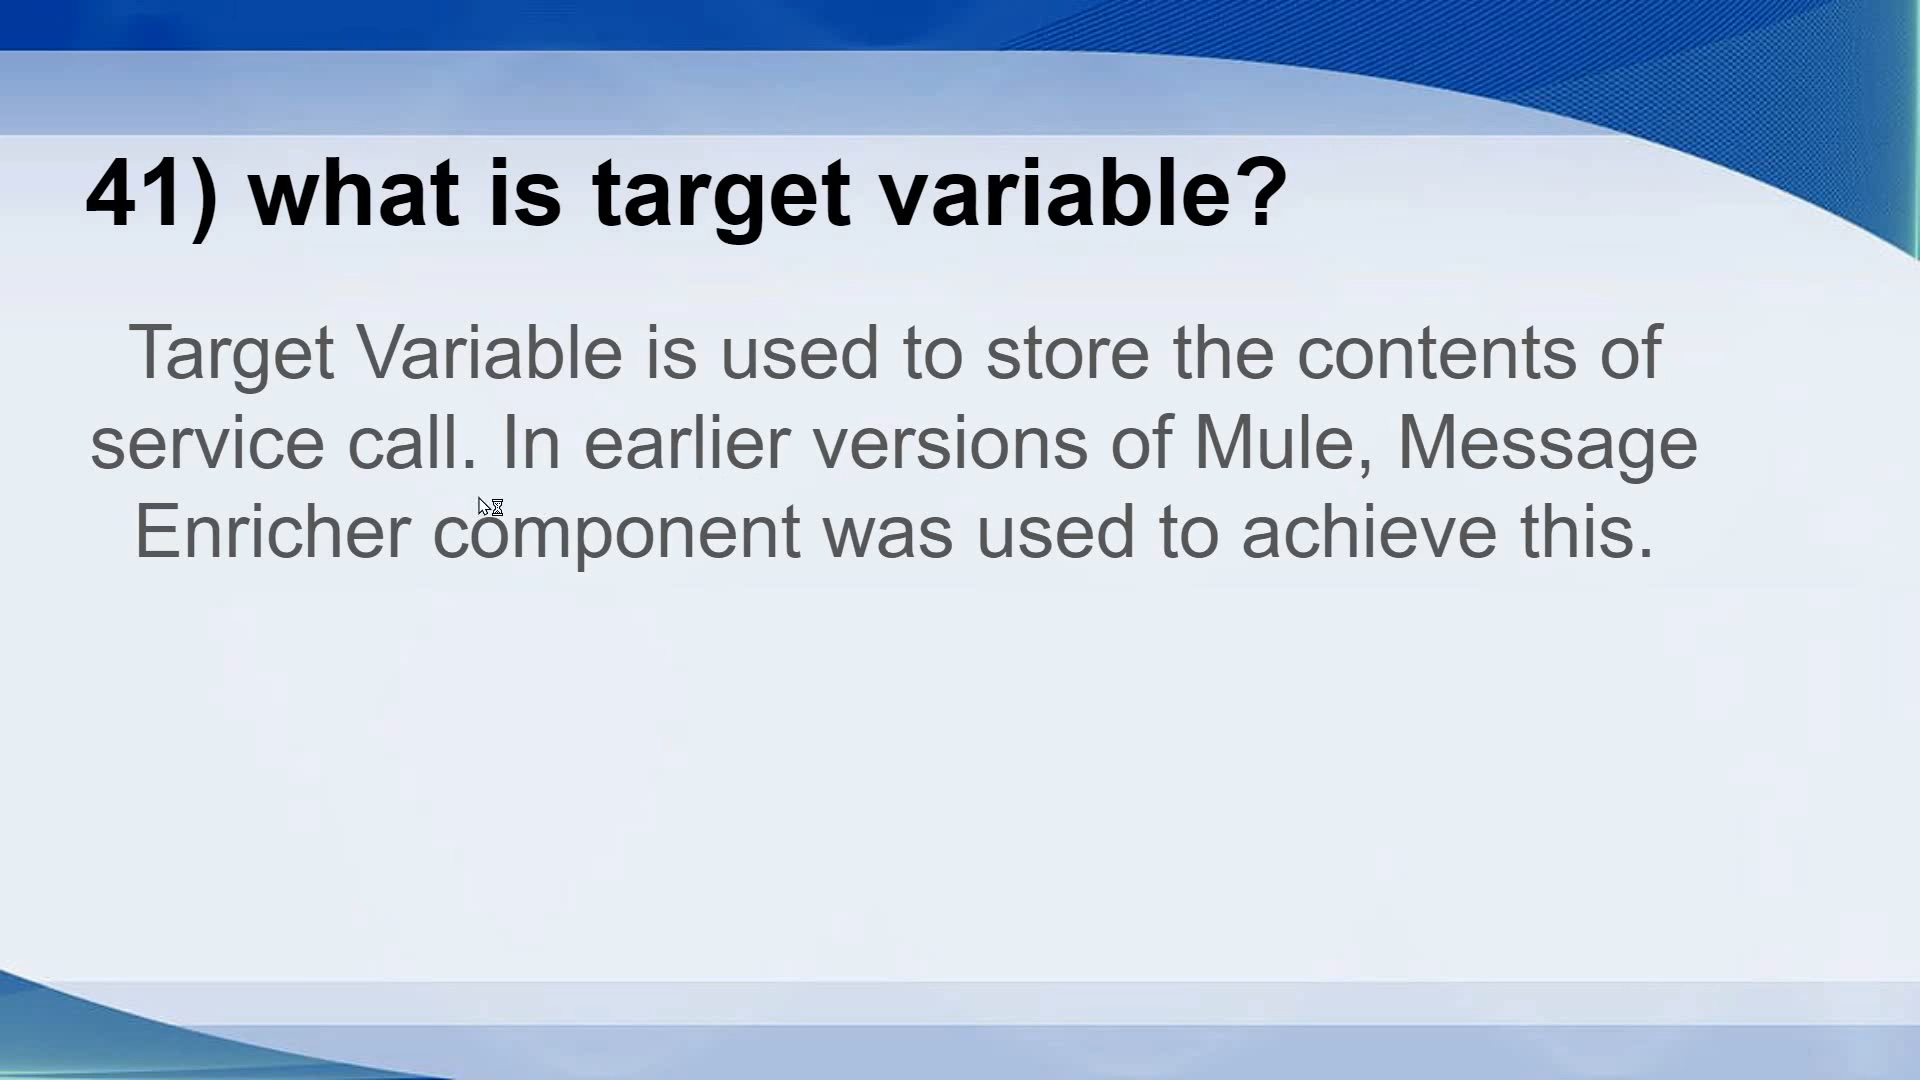 41) what is target variable?
Target Variable is used to store the contents of
service call. In earlier versions of Mule, Message
Enricher component was used to achieve this.